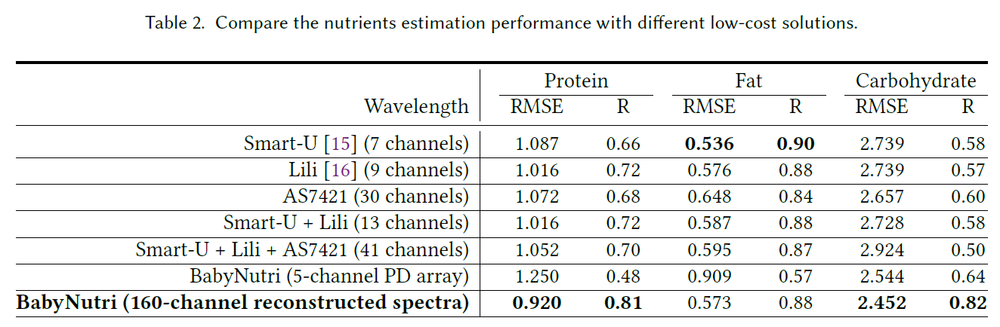 Table 2. Compare the nutrients estimation performance with different low-cost solutions.
Protein Fat Carbohydrate
Wavelength RMSE R RMSE R RMSE R
Smart-U [15] (7 channels) 1.087 0.66 0.536 0.90 2.739 0.58
Lili [16] (9 channels) 1.016 0.72 0.576 0.88 2.739 0.57
AS7421 (30 channels) 1.072 0.68 0.648 0.84 2.657 0.60
Smart-U + Lili (13 channels) 1.016 0.72 0.587 0.88 2.728 0.58
Smart-U + Lili + AS7421 (41 channels) 1.052 0.70 0.595 0.87 2.924 0.50
BabyNutri (5-channel PD array) 1.250 0.48 0.909 0.57 2.544 0.64
BabyNutri (160-channel reconstructed spectra) 0.920 0.81 0.573 0.88 2.452 0.82